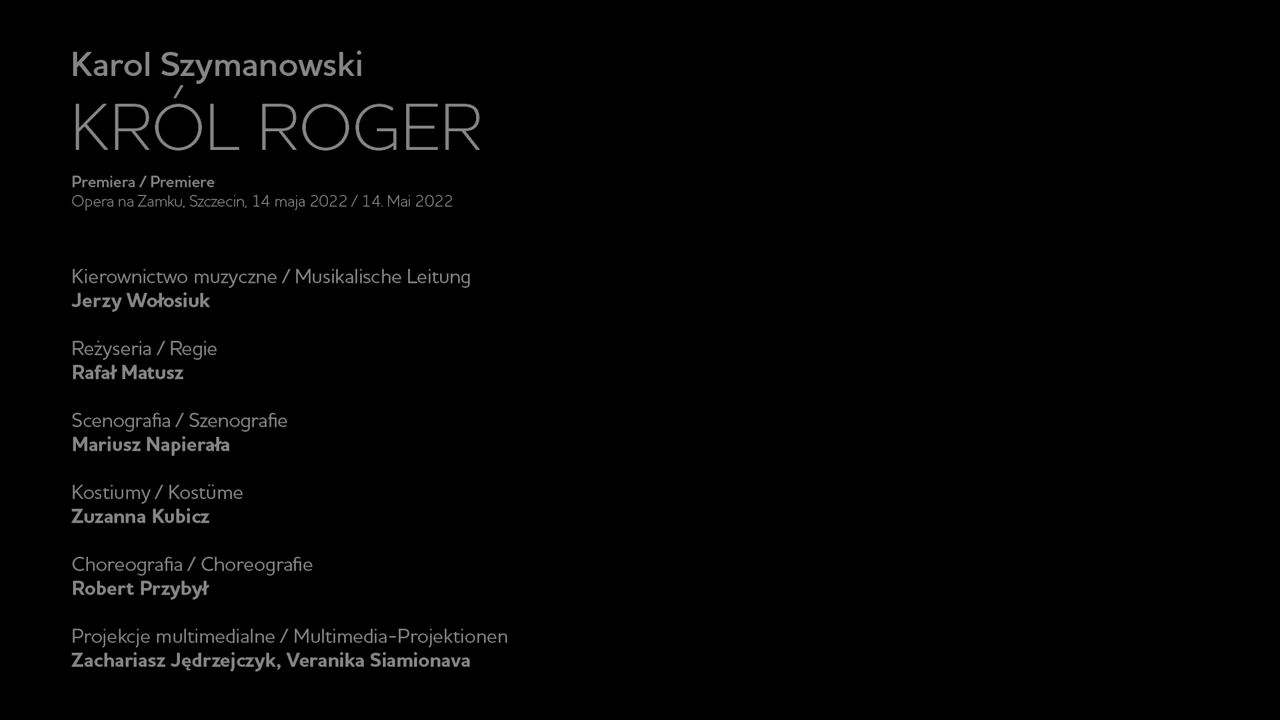 Karol Szymanowski
KRÓL ROGER
Premiera / Premiere
Opera na Zamku, Szczecin, 14 maja 2022 / 14. Mai 2022
Kierownictwo muzyczne / Musikalische Leitung
Jerzy Wołosiuk
Reżyseria / Regie
Rafał Matusz
Scenografia / Szenografie
Mariusz Napierała
Kostiumy / Kostüme
Zuzanna Kubicz
Choreografia / Choreografie
Robert Przybył
Projekcje multimedialne / Multimedia-Projektionen
Zachariasz Jędrzejczyk, Veranika Siamionava